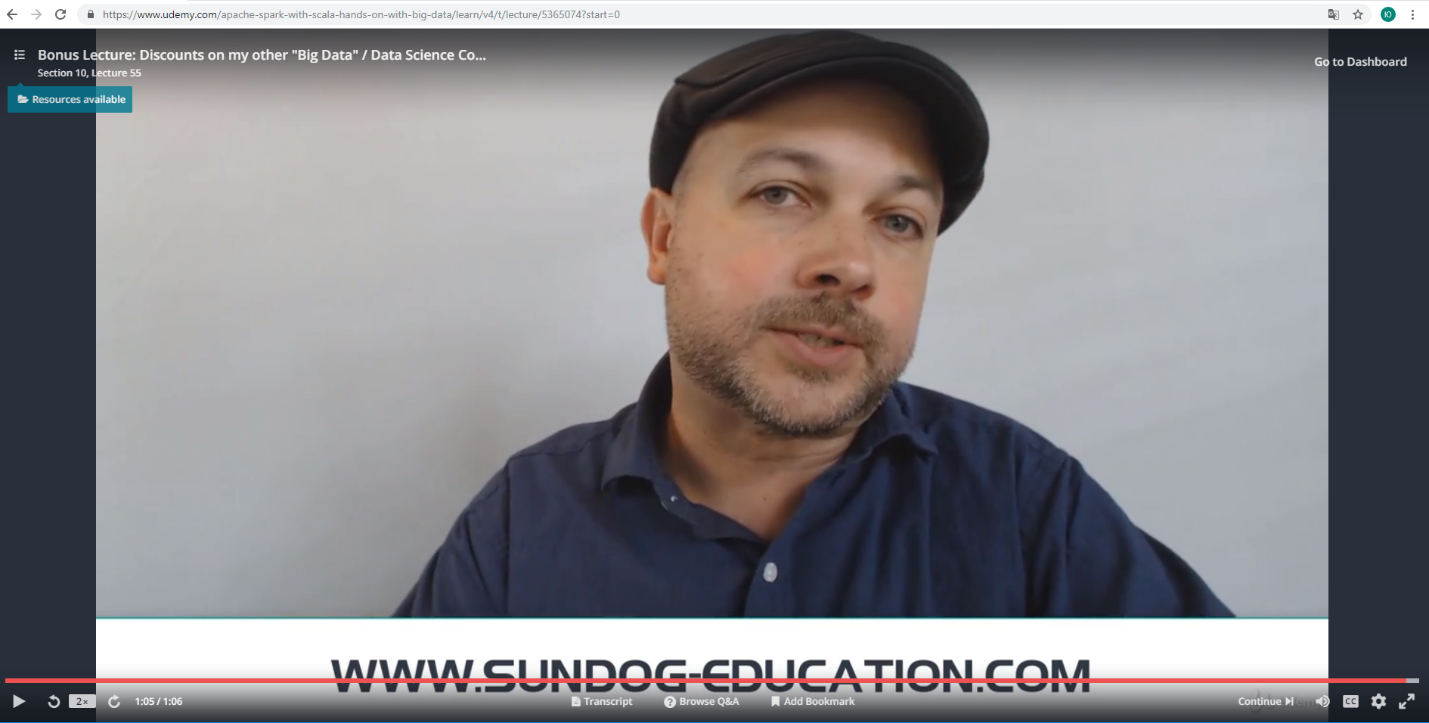 https://www.udemy.com/apache-spark-with-scala-hands-on-with-big-data/learn/v4/t/lecture/5365074?start=0
Ю
Bonus Lecture: Discounts on my other "Big Data" / Data Science Co...
Section 10, Lecture 55
Go to Dashboard
Resources available
WWW.SUNDOG-EDUCATION.COM
2x
1:05 / 1:06
Transcript
Browse Q&A
Add Bookmark
Continue
CC